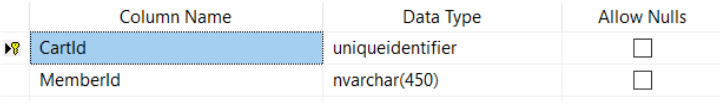 Column Name Data Type Allow Nulls
CartId uniqueidentifier
MemberId nvarchar(450)